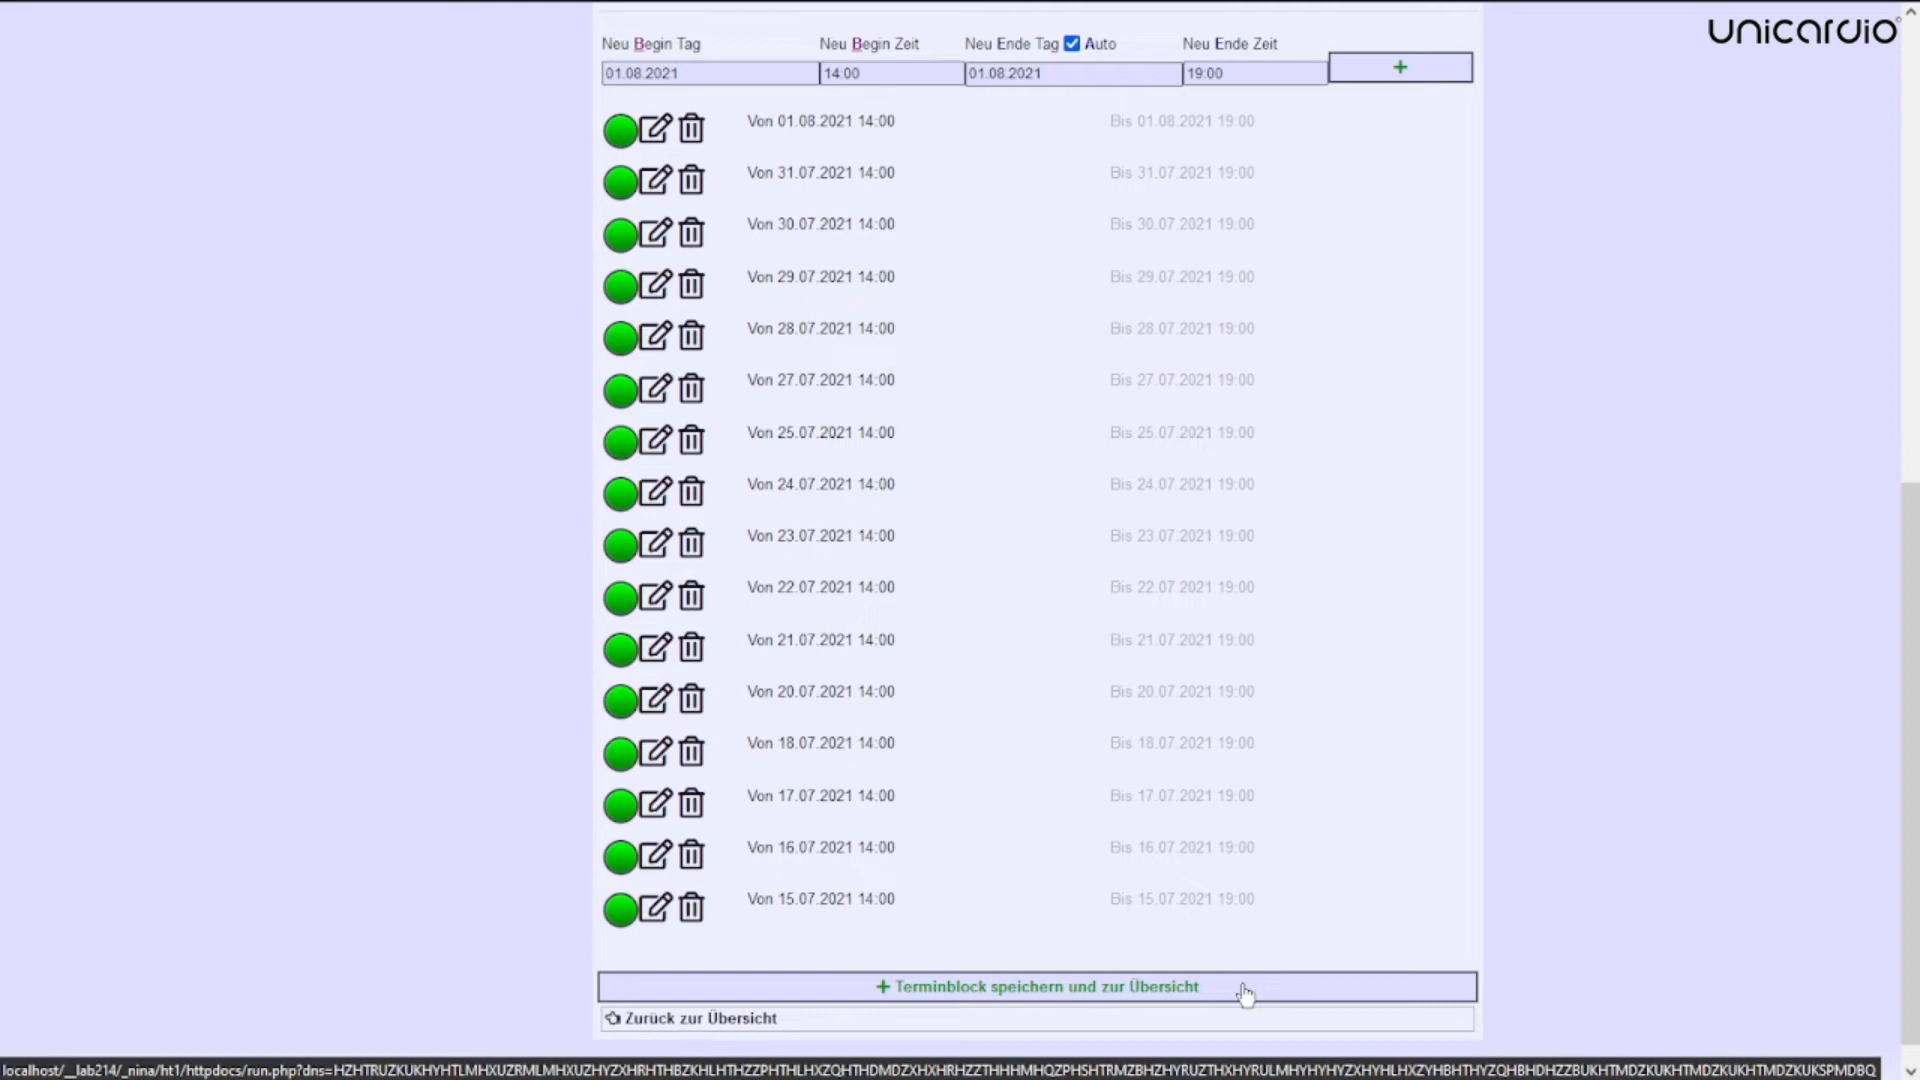 unicardio®
Neu Begin Tag Neu Begin Zeit Neu Ende Tag Auto Neu Ende Zeit
01.08.2021 14:00 01.08.2021 19:00 +
Von 01.08.2021 14:00 Bis 01.08.2021 19:00
Von 31.07.2021 14:00 Bis 31.07.2021 19:00
Von 30.07.2021 14:00 Bis 30.07.2021 19:00
Von 29.07.2021 14:00 Bis 29.07.2021 19:00
Von 28.07.2021 14:00 Bis 28.07.2021 19:00
Von 27.07.2021 14:00 Bis 27.07.2021 19:00
Von 25.07.2021 14:00 Bis 25.07.2021 19:00
Von 24.07.2021 14:00 Bis 24.07.2021 19:00
Von 23.07.2021 14:00 Bis 23.07.2021 19:00
Von 22.07.2021 14:00 Bis 22.07.2021 19:00
Von 21.07.2021 14:00 Bis 21.07.2021 19:00
Von 20.07.2021 14:00 Bis 20.07.2021 19:00
Von 18.07.2021 14:00 Bis 18.07.2021 19:00
Von 17.07.2021 14:00 Bis 17.07.2021 19:00
Von 16.07.2021 14:00 Bis 16.07.2021 19:00
Von 15.07.2021 14:00 Bis 15.07.2021 19:00
+ Terminblock speichern und zur Übersicht
Zurück zur Übersicht